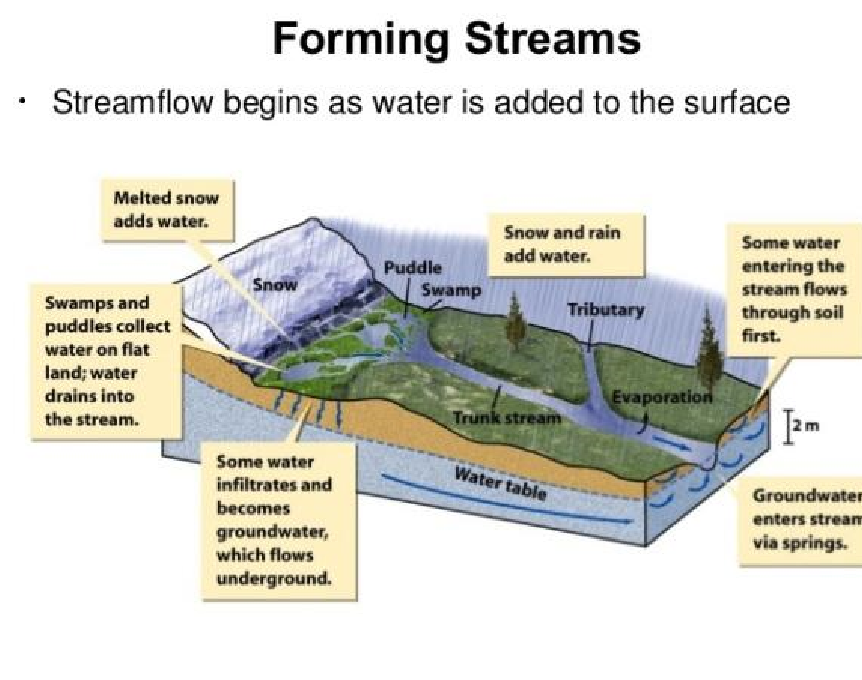 Forming Streams
• Streamflow begins as water is added to the surface
Melted snow
adds water.
Snow and rain
add water.
Some water
entering the
stream flows
through soil
first.
Puddle
Swamp
Snow
Tributary
Swamps and
puddles collect
water on flat
land; water
drains into
the stream.
Evaporation
Trunk stream
2 m
Water table
Some water
infiltrates and
becomes
groundwater,
which flows
underground.
Groundwater
enters stream
via springs.